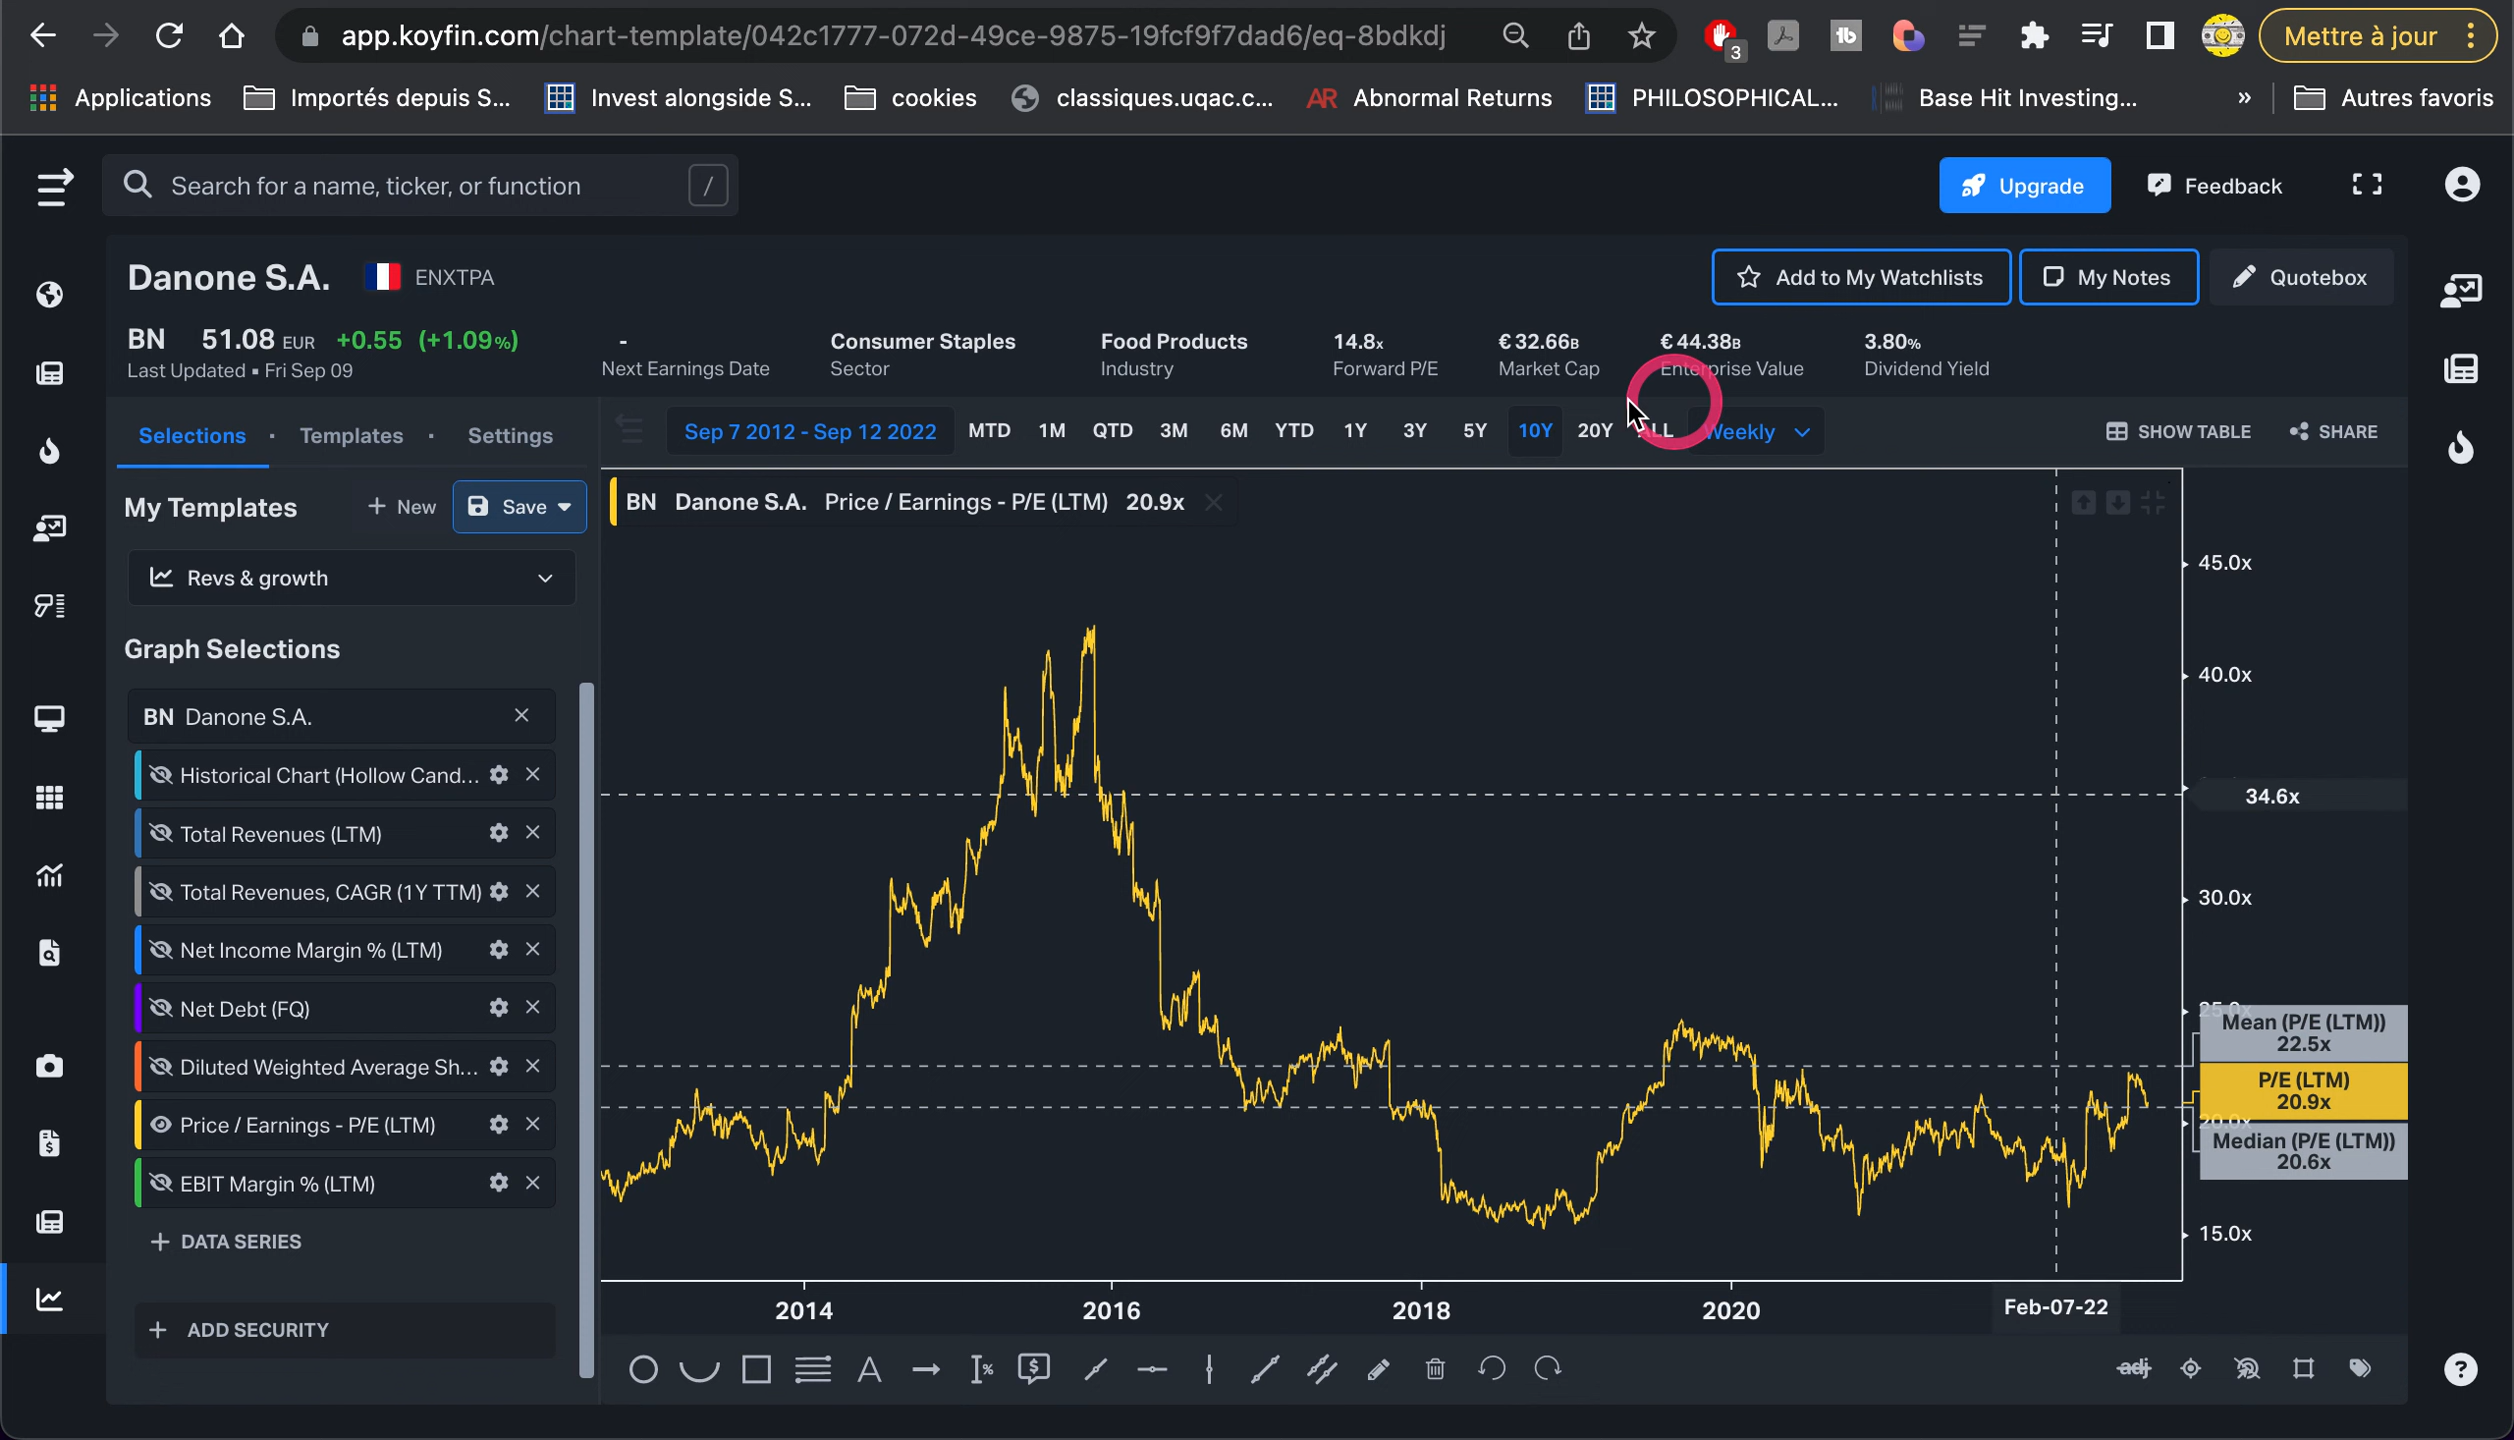 app.koyfin.com/chart-template/042c1777-072d-49ce-9875-19fcf9f7dad6/eq-8bdkdj
3
Mettre à jour
Applications
Importés depuis S...
Invest alongside S...
cookies
classiques.uqac.c...
AR Abnormal Returns
PHILOSOPHICAL...
Base Hit Investing...
»
Autres favoris
Search for a name, ticker, or function /
Upgrade
Feedback
Danone S.A. ENXTPA
Add to My Watchlists
My Notes
Quotebox
BN 51.08 EUR +0.55 (+1.09%)
Last Updated ▪ Fri Sep 09
-
Next Earnings Date
Consumer Staples
Sector
Food Products
Industry
14.8x
Forward P/E
€ 32.66B
Market Cap
€ 44.38B
Enterprise Value
3.80%
Dividend Yield
Selections · Templates · Settings
Sep 7 2012 - Sep 12 2022 MTD 1M QTD 3M 6M YTD 1Y 3Y 5Y 10Y 20Y ALL Weekly
SHOW TABLE
SHARE
My Templates
+ New
Save
Revs & growth
Graph Selections
BN Danone S.A.
Historical Chart (Hollow Cand...
Total Revenues (LTM)
Total Revenues, CAGR (1Y TTM)
Net Income Margin % (LTM)
Net Debt (FQ)
Diluted Weighted Average Sh...
Price / Earnings - P/E (LTM)
EBIT Margin % (LTM)
+ DATA SERIES
+ ADD SECURITY
BN Danone S.A. Price / Earnings - P/E (LTM) 20.9x
45.0x
40.0x
34.6x
30.0x
25.0x
Mean (P/E (LTM))
22.5x
P/E (LTM)
20.9x
20.0x
Median (P/E (LTM))
20.6x
15.0x
2014 2016 2018 2020 Feb-07-22
A
%
$
adj
?